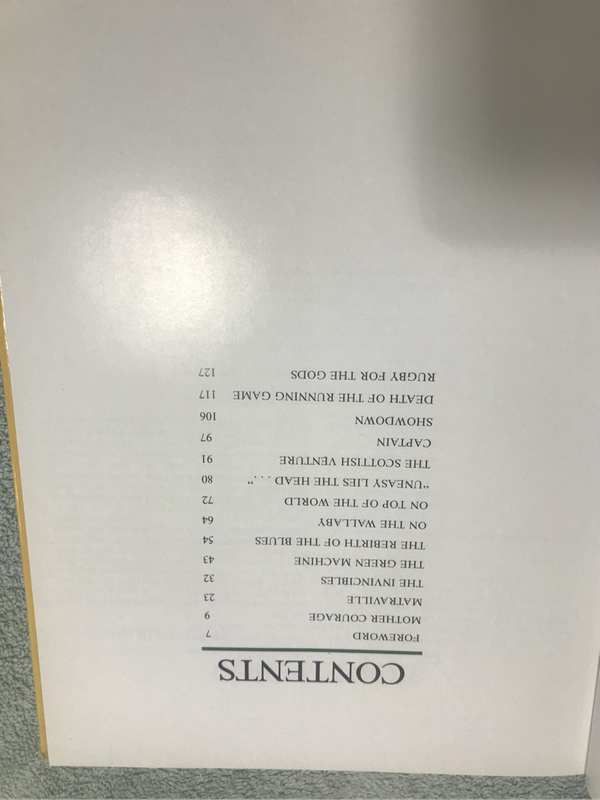 CONTENTS
FOREWORD 7
MOTHER COURAGE 9
MATRAVILLE 23
THE INVINCIBLES 32
THE GREEN MACHINE 43
THE REBIRTH OF THE BLUES 54
ON THE WALLABY 64
ON TOP OF THE WORLD 72
"UNEASY LIES THE HEAD . . ." 80
THE SCOTTISH VENTURE 91
CAPTAIN 97
SHOWDOWN 106
DEATH OF THE RUNNING GAME 117
RUGBY FOR THE GODS 127